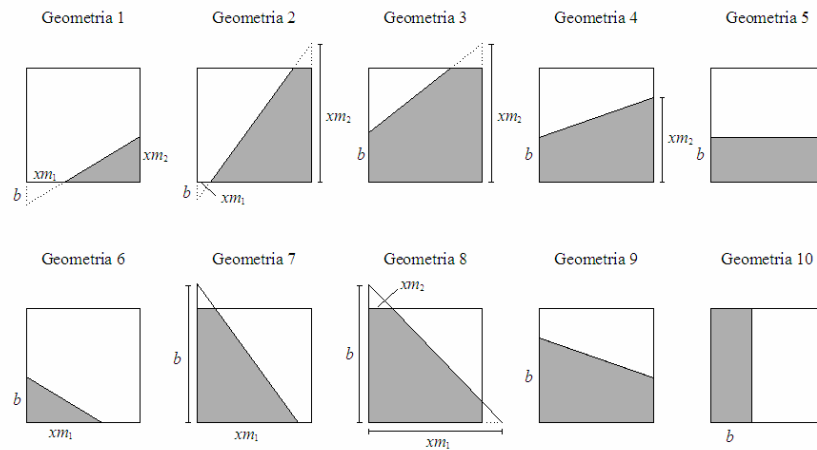 Geometria 1 Geometria 2 Geometria 3 Geometria 4 Geometria 5
xm₁ xm₂ b
xm₂ b xm₁
xm₂ b
b xm₂
b
Geometria 6 Geometria 7 Geometria 8 Geometria 9 Geometria 10
b xm₁
b xm₁
xm₂ b xm₁
b
b